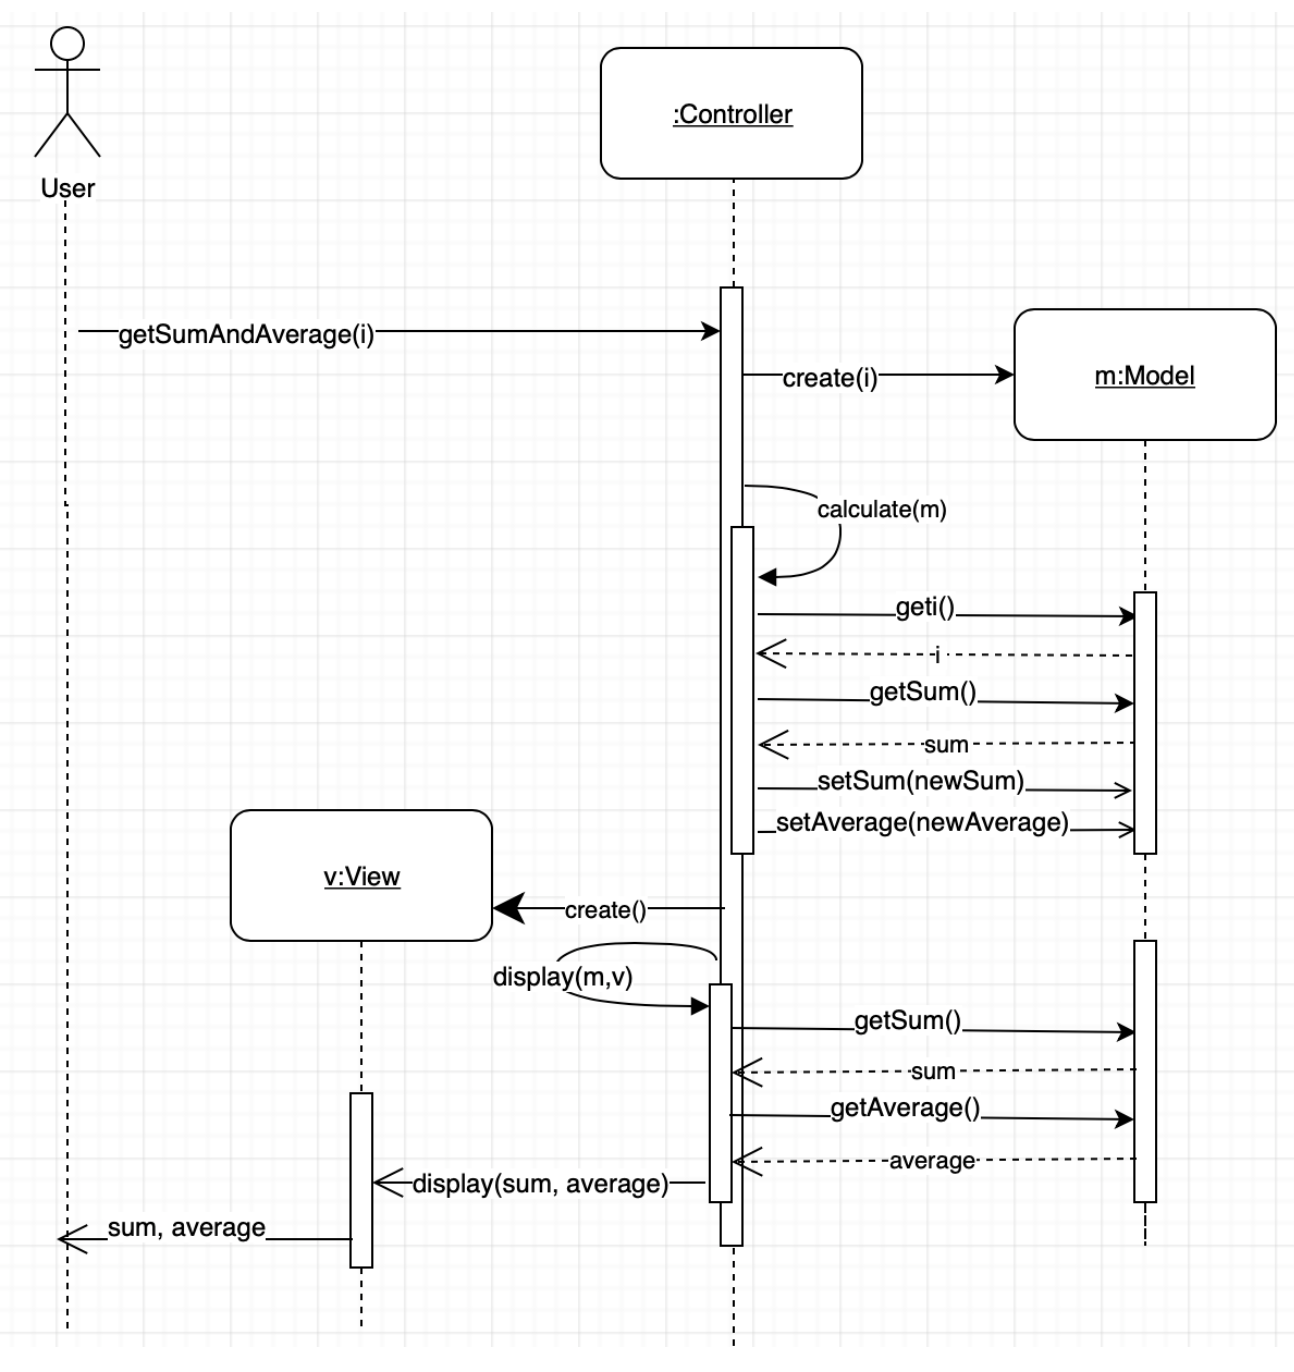 :Controller
User
getSumAndAverage(i)
create(i)
m:Model
calculate(m)
geti()
i
getSum()
sum
setSum(newSum)
setAverage(newAverage)
v:View
create()
display(m,v)
getSum()
sum
getAverage()
average
display(sum, average)
sum, average